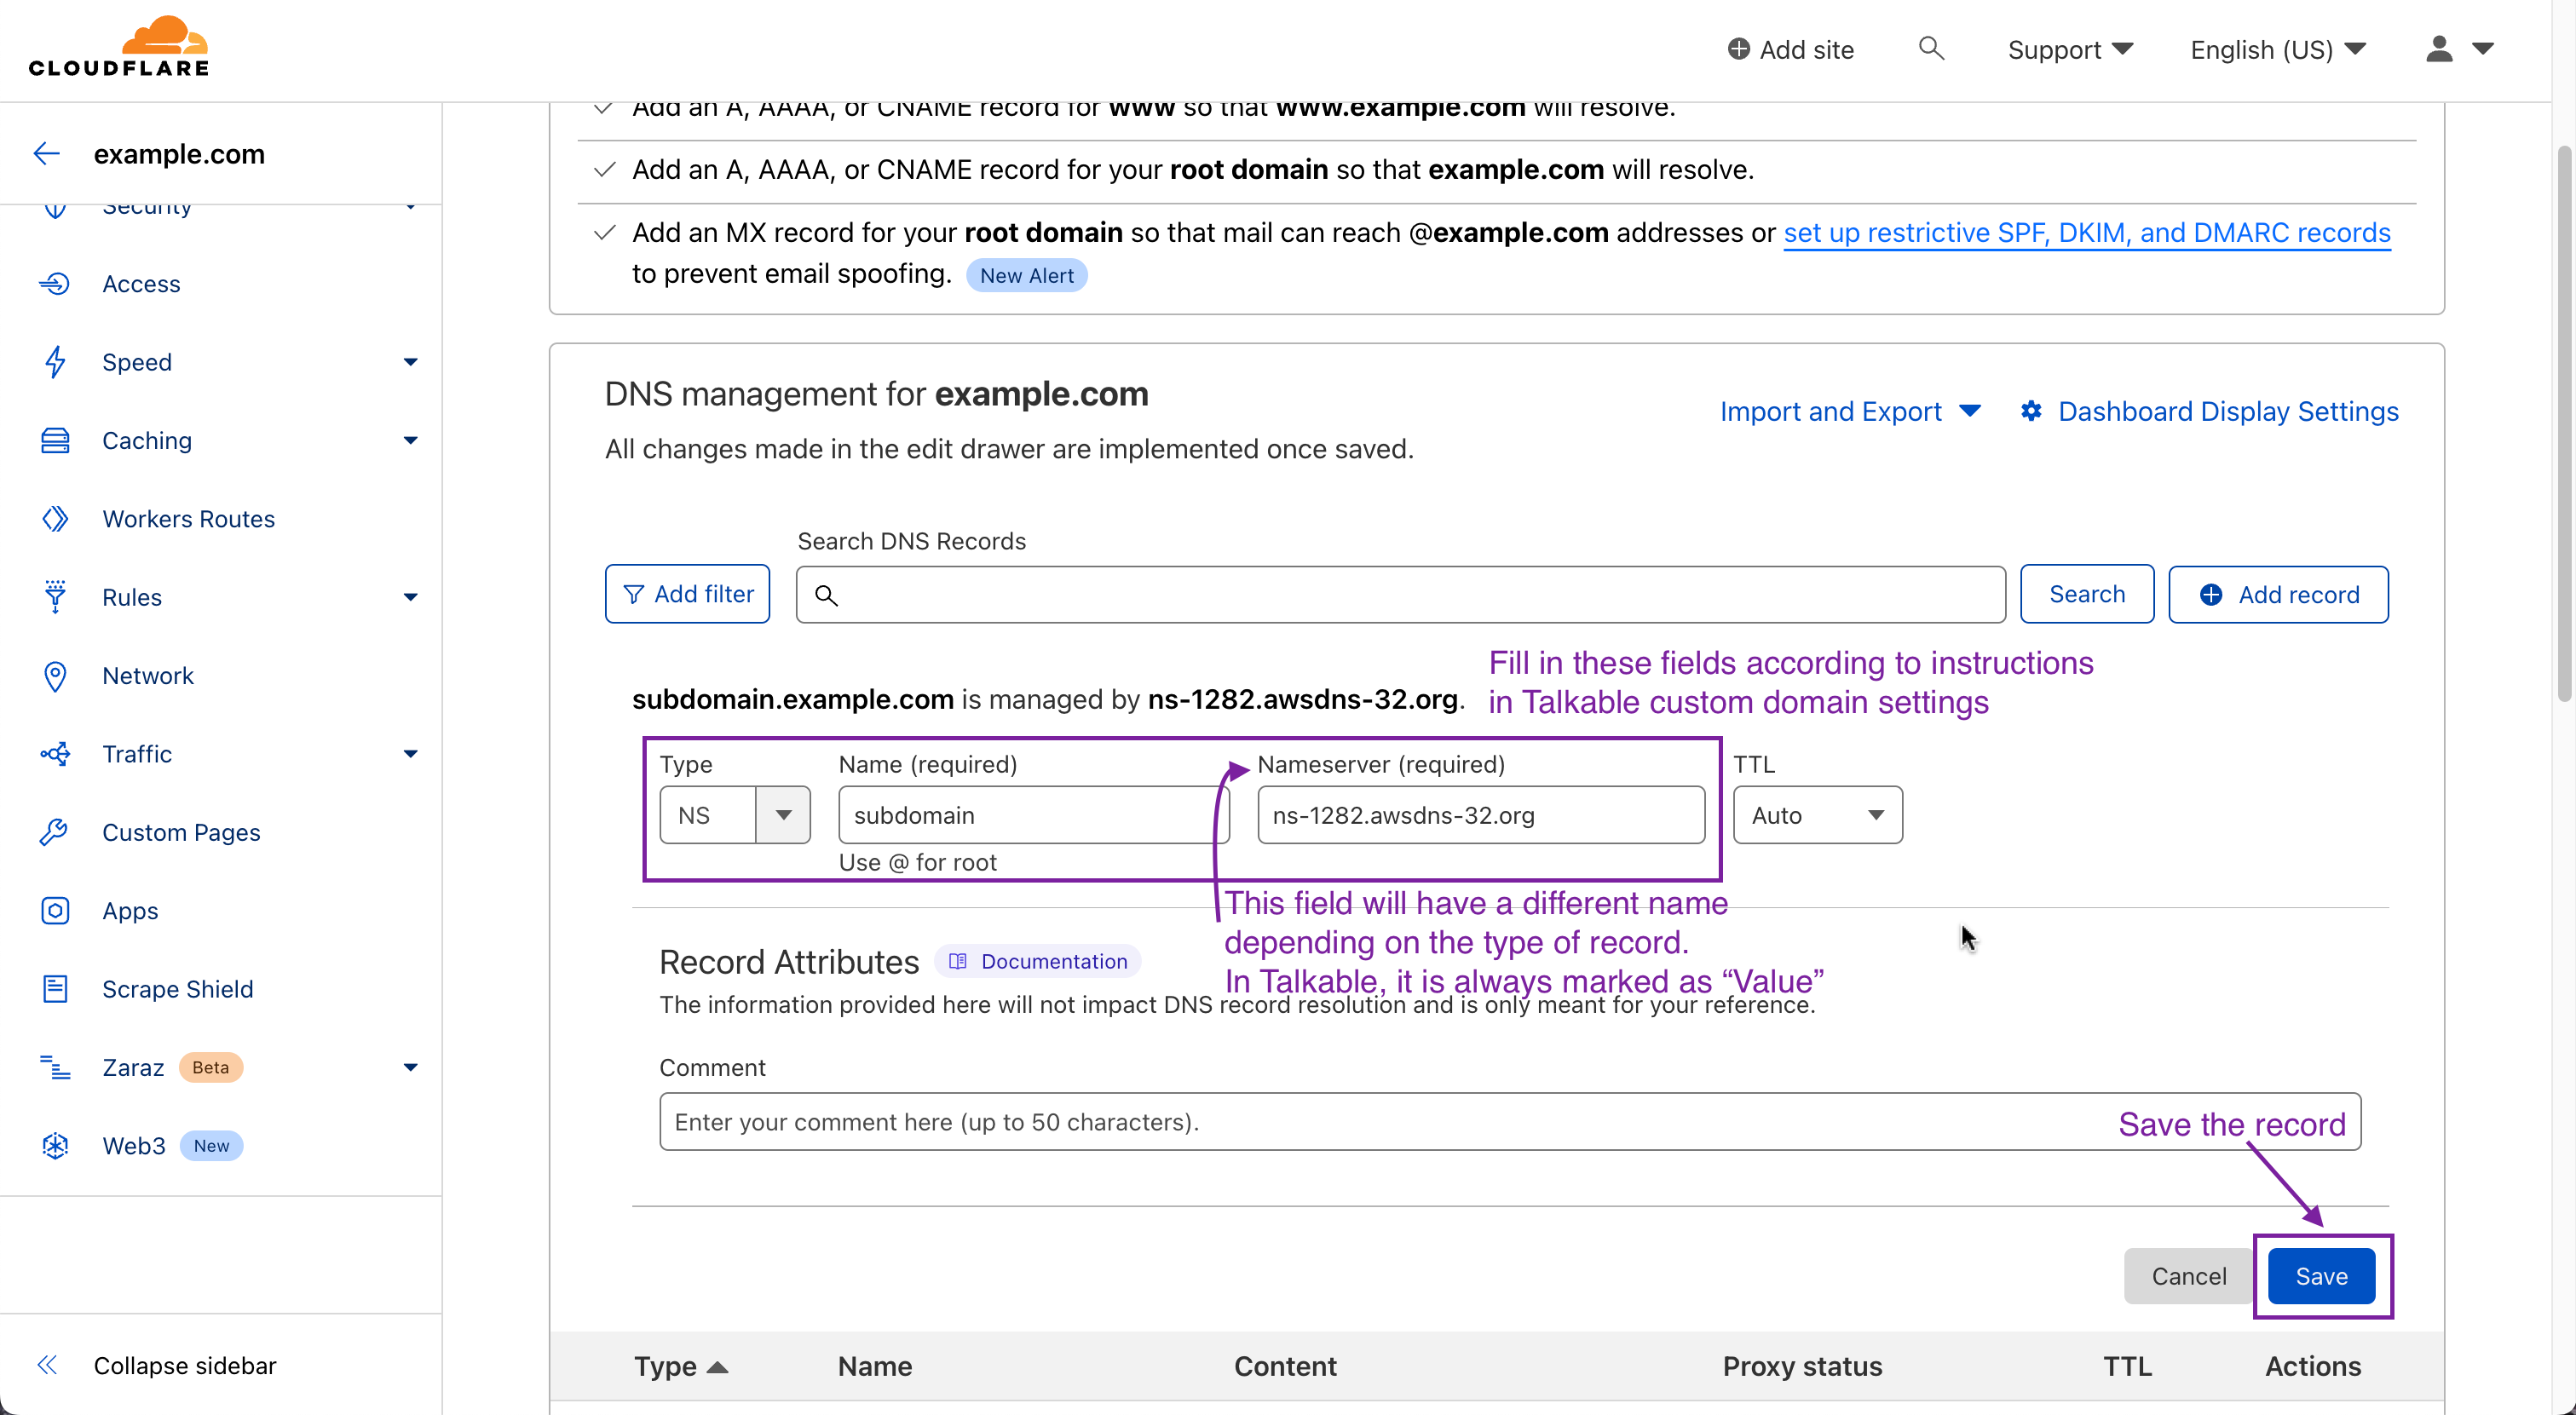 CLOUDFLARE
Add site
Support
English (US)
example.com
Security
Access
Speed
Caching
Workers Routes
Rules
Network
Traffic
Custom Pages
Apps
Scrape Shield
Zaraz Beta
Web3 New
Collapse sidebar
Add an A, AAAA, or CNAME record for www so that www.example.com will resolve.
Add an A, AAAA, or CNAME record for your root domain so that example.com will resolve.
Add an MX record for your root domain so that mail can reach @example.com addresses or set up restrictive SPF, DKIM, and DMARC records
to prevent email spoofing. New Alert
DNS management for example.com
Import and Export
Dashboard Display Settings
All changes made in the edit drawer are implemented once saved.
Search DNS Records
Add filter
Search
Add record
Fill in these fields according to instructions
in Talkable custom domain settings
subdomain.example.com is managed by ns-1282.awsdns-32.org.
Type
Name (required)
Nameserver (required)
TTL
NS
subdomain
ns-1282.awsdns-32.org
Auto
Use @ for root
This field will have a different name
depending on the type of record.
In Talkable, it is always marked as “Value”
Record Attributes
Documentation
The information provided here will not impact DNS record resolution and is only meant for your reference.
Comment
Enter your comment here (up to 50 characters).
Save the record
Cancel
Save
Type
Name
Content
Proxy status
TTL
Actions